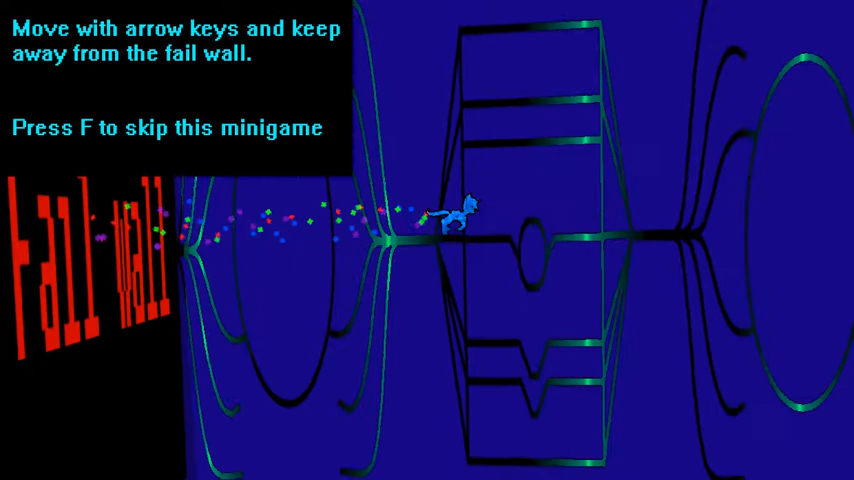 Move with arrow keys and keep
away from the fail wall.
Press F to skip this minigame
Fail Wall